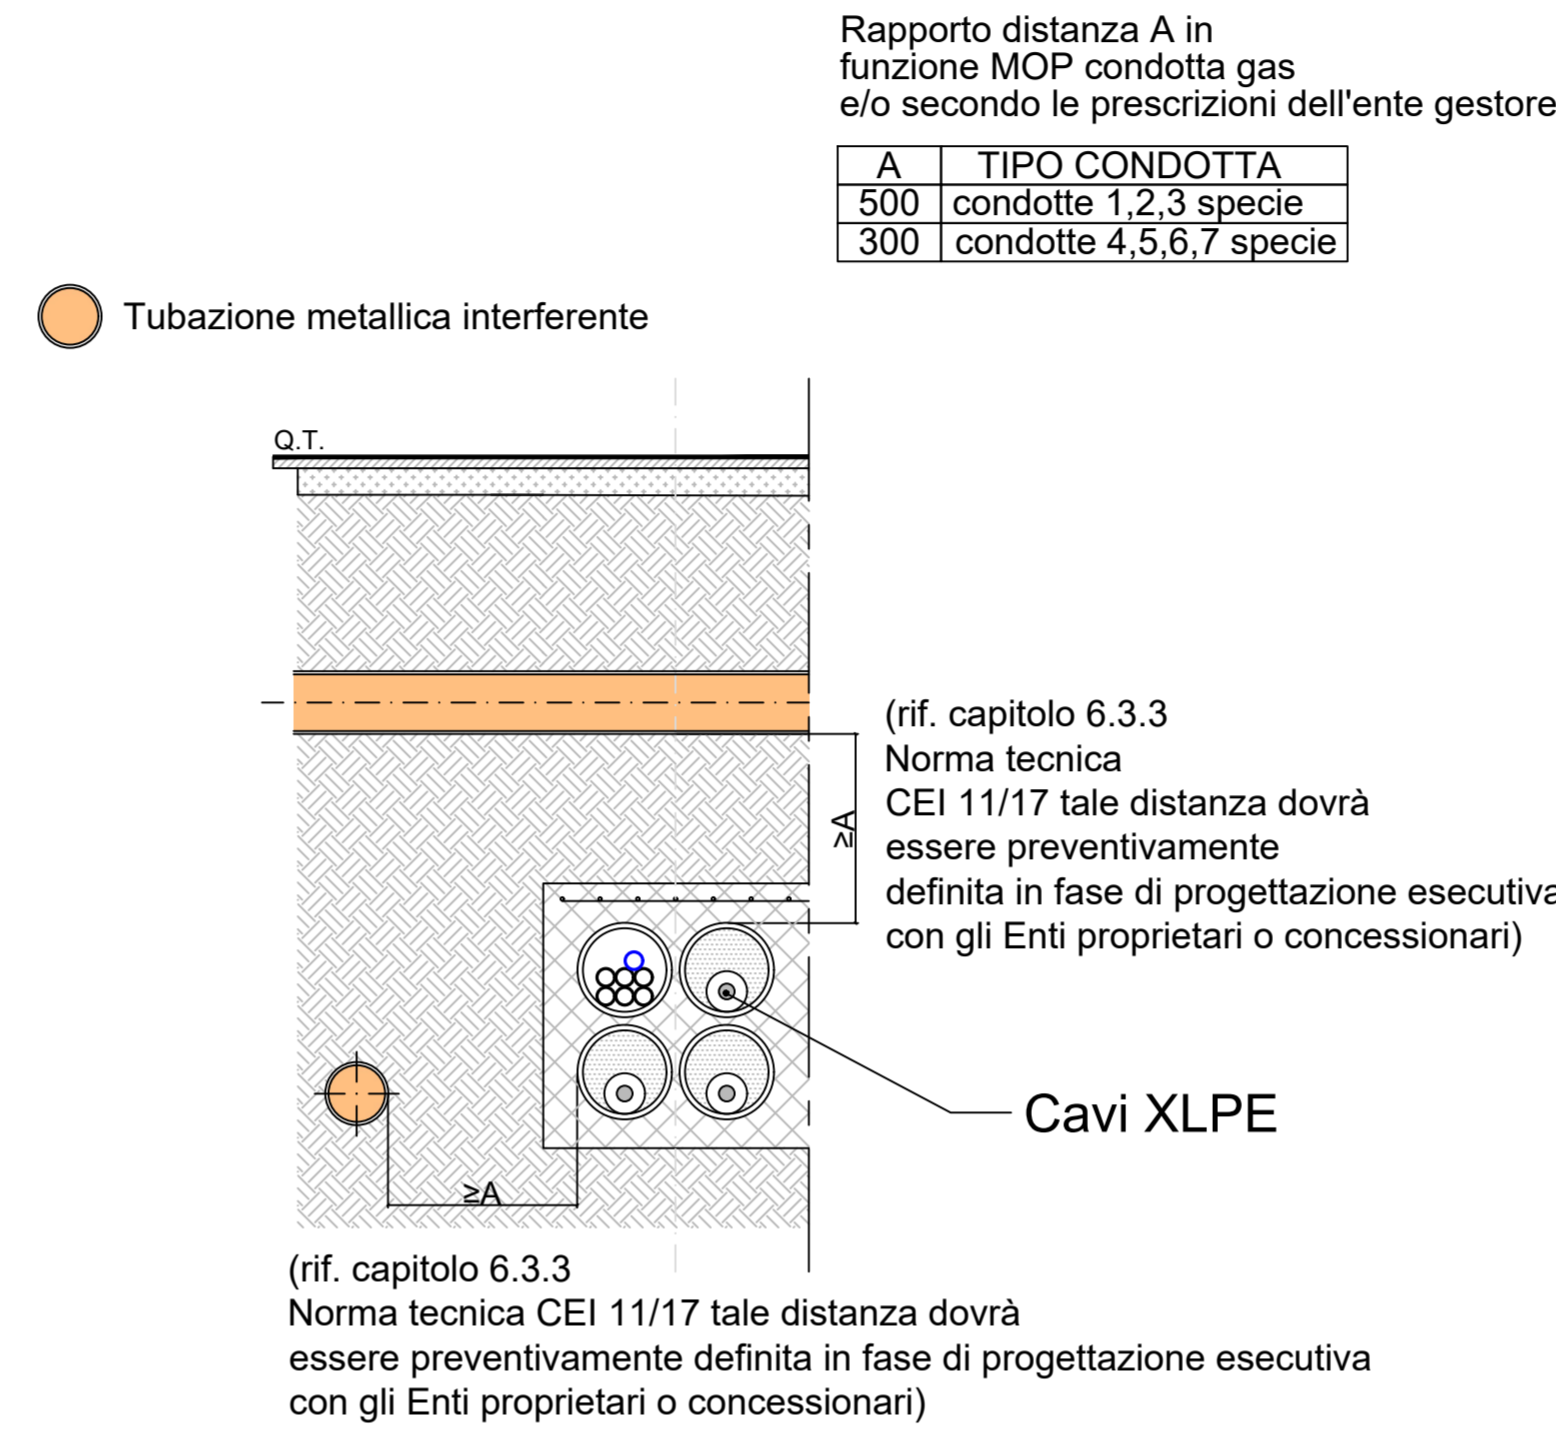 Rapporto distanza A in
funzione MOP condotta gas
e/o secondo le prescrizioni dell'ente gestore
A TIPO CONDOTTA
500 condotte 1,2,3 specie
300 condotte 4,5,6,7 specie
Tubazione metallica interferente
Q.T.
(rif. capitolo 6.3.3
Norma tecnica
CEI 11/17 tale distanza dovrà
essere preventivamente
definita in fase di progettazione esecutiva
con gli Enti proprietari o concessionari)
≥A
Cavi XLPE
≥A
(rif. capitolo 6.3.3
Norma tecnica CEI 11/17 tale distanza dovrà
essere preventivamente definita in fase di progettazione esecutiva
con gli Enti proprietari o concessionari)